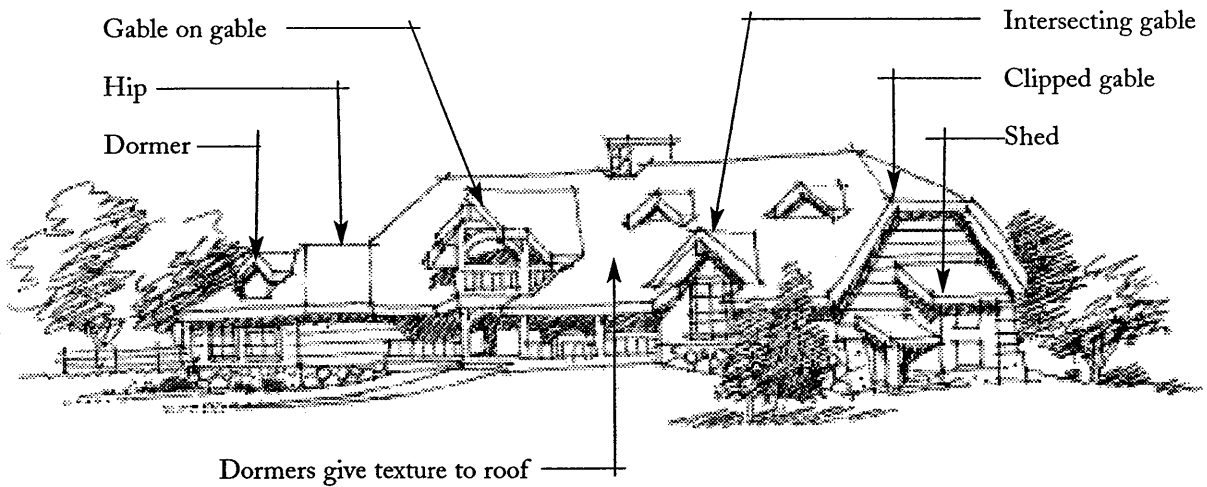 Gable on gable
Hip
Dormer
Intersecting gable
Clipped gable
Shed
Dormers give texture to roof